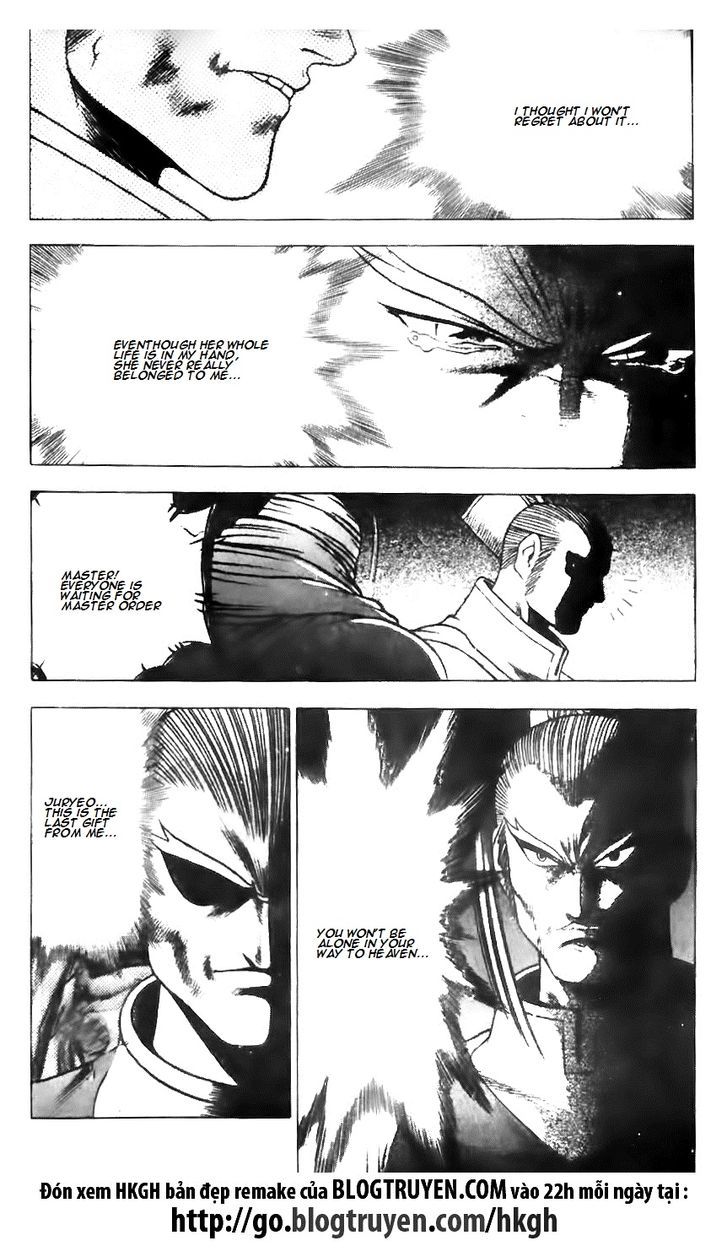 I THOUGHT I WON'T
REGRET ABOUT IT...
EVENTHOUGH HER WHOLE
LIFE IS IN MY HAND,
SHE NEVER REALLY
BELONGED TO ME...
MASTER!
EVERYONE IS
WAITING FOR
MASTER ORDER
JURYEO...
THIS IS THE
LAST GIFT
FROM ME...
YOU WON'T BE
ALONE IN YOUR
WAY TO HEAVEN...
Đón xem HKGH bản đẹp remake của BLOGTRUYEN.COM vào 22h mỗi ngày tại :
http://go.blogtruyen.com/hkgh